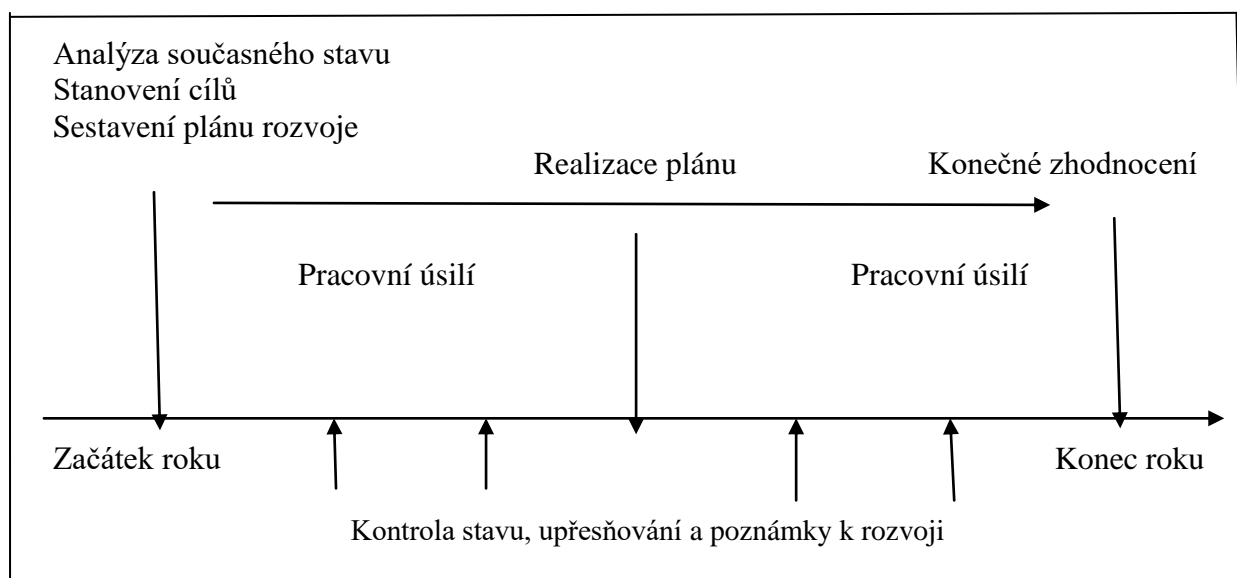 Analýza současného stavu
Stanovení cílů
Sestavení plánu rozvoje
Realizace plánu
Konečné zhodnocení
Pracovní úsilí
Pracovní úsilí
Začátek roku
Konec roku
Kontrola stavu, upřesňování a poznámky k rozvoji